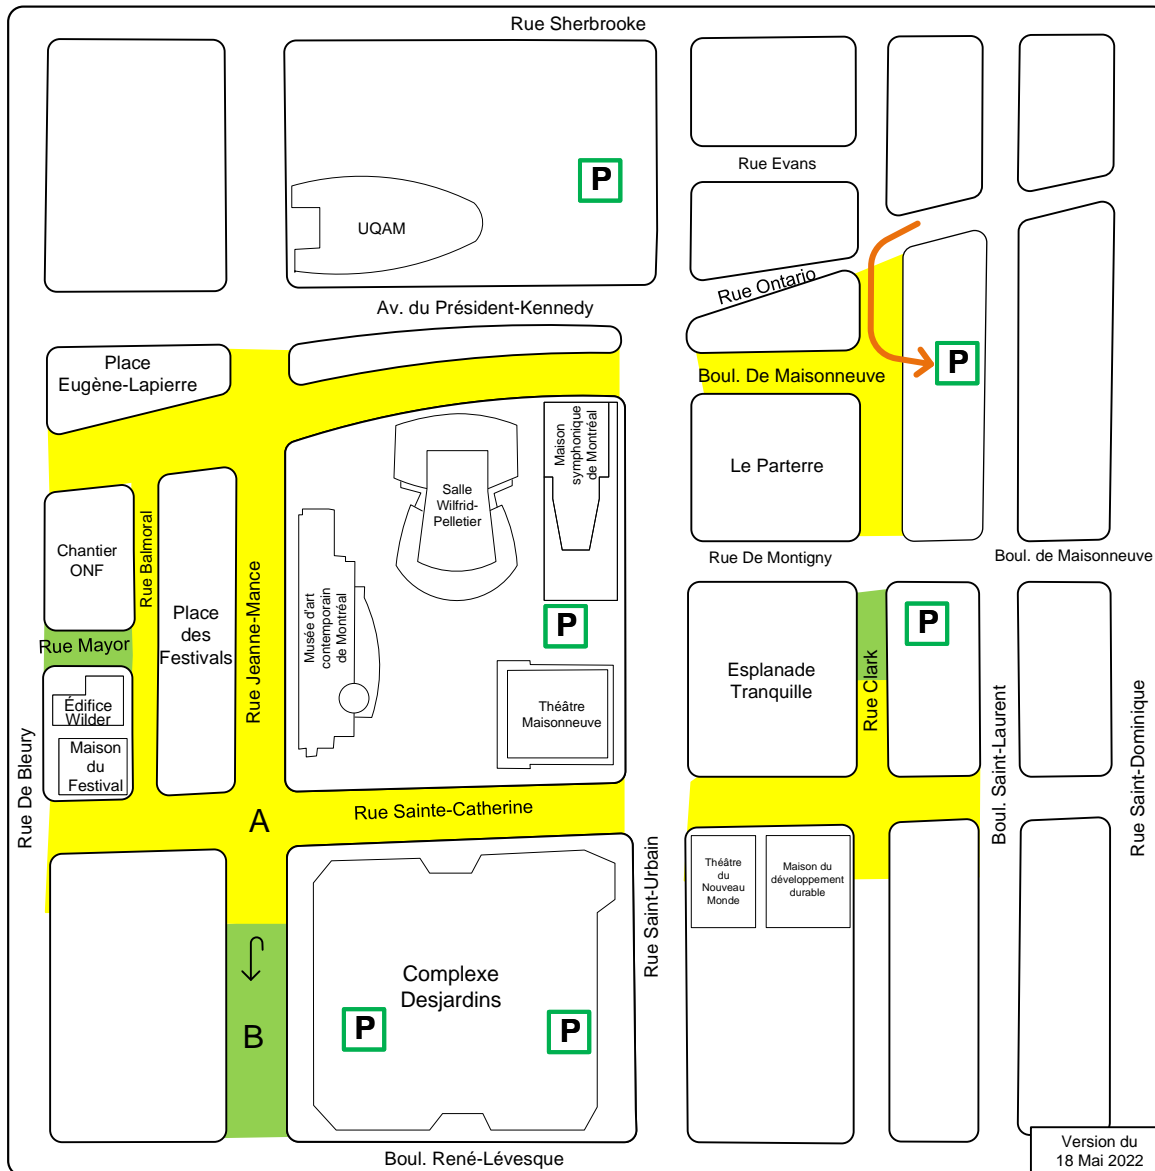 Rue Sherbrooke
P
Rue Evans
UQAM
Rue Ontario
Av. du Président-Kennedy
Place
Eugène-Lapierre
Boul. De Maisonneuve
P
Maison
symphonique
de Montréal
Le Parterre
Salle
Wilfrid-
Pelletier
Chantier
ONF
Rue Balmoral
Rue De Montigny
Boul. de Maisonneuve
Place
des
Festivals
Rue Jeanne-Mance
Musée d'art
contemporain
de Montréal
P
P
Rue Mayor
Esplanade
Tranquille
Rue Clark
Édifice
Wilder
Théâtre
Maisonneuve
Maison
du
Festival
Rue De Bleury
Boul. Saint-Laurent
Rue Saint-Dominique
A
Rue Sainte-Catherine
Rue Saint-Urbain
Théâtre
du
Nouveau
Monde
Maison du
développement
durable
Complexe
Desjardins
B
P
P
Boul. René-Lévesque
Version du
18 Mai 2022